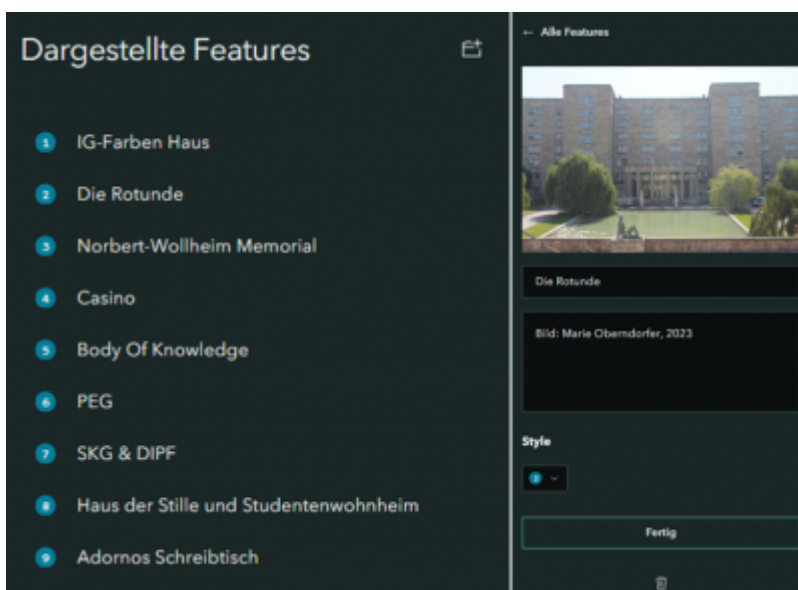 Dargestellte Features
1 IG-Farben Haus
2 Die Rotunde
3 Norbert-Wollheim Memorial
4 Casino
5 Body Of Knowledge
6 PEG
7 SKG & DIPF
8 Haus der Stille und Studentenwohnheim
9 Adornos Schreibtisch
← Alle Features
Die Rotunde
Bild: Marie Oberndorfer, 2023
Style
2
Fertig